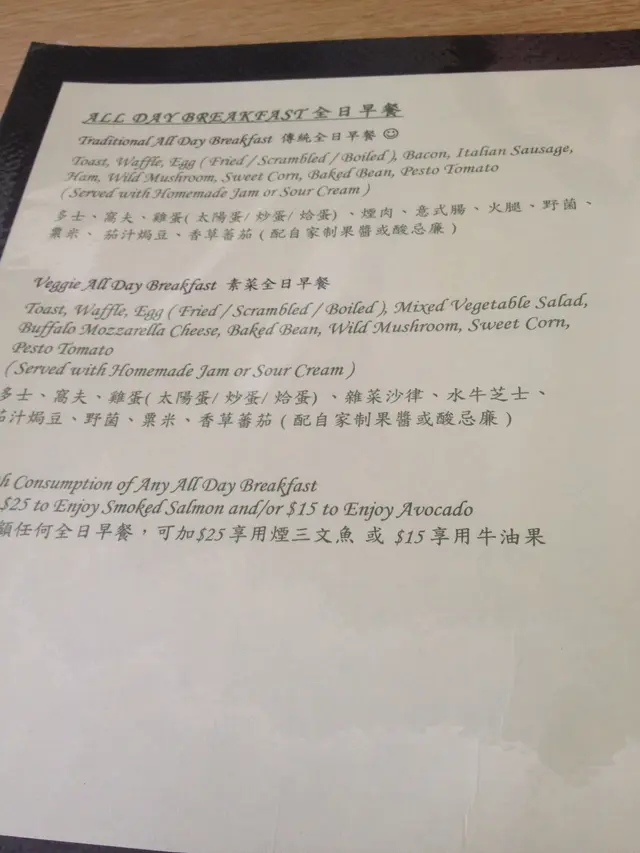 ALL DAY BREAKFAST 全日早餐
Traditional All Day Breakfast 傳統全日早餐 ☺
Toast, Waffle, Egg ( Fried / Scrambled / Boiled ), Bacon, Italian Sausage,
Ham, Wild Mushroom, Sweet Corn, Baked Bean, Pesto Tomato
( Served with Homemade Jam or Sour Cream )
多士、窩夫、雞蛋( 太陽蛋/ 炒蛋/ 烚蛋) 、煙肉、意式腸、火腿、野菌、
粟米、 茄汁焗豆、香草蕃茄 ( 配自家制果醬或酸忌廉 )
Veggie All Day Breakfast 素菜全日早餐
Toast, Waffle, Egg ( Fried / Scrambled / Boiled ), Mixed Vegetable Salad,
Buffalo Mozzarella Cheese, Baked Bean, Wild Mushroom, Sweet Corn,
Pesto Tomato
( Served with Homemade Jam or Sour Cream )
多士、窩夫、雞蛋( 太陽蛋/ 炒蛋/ 烚蛋) 、雜菜沙律、水牛芝士、
茄汁焗豆、野菌、粟米、香草蕃茄 ( 配自家制果醬或酸忌廉 )
Consumption of Any All Day Breakfast
$25 to Enjoy Smoked Salmon and/or $15 to Enjoy Avocado
任何全日早餐，可加$25享用煙三文魚 或 $15享用牛油果